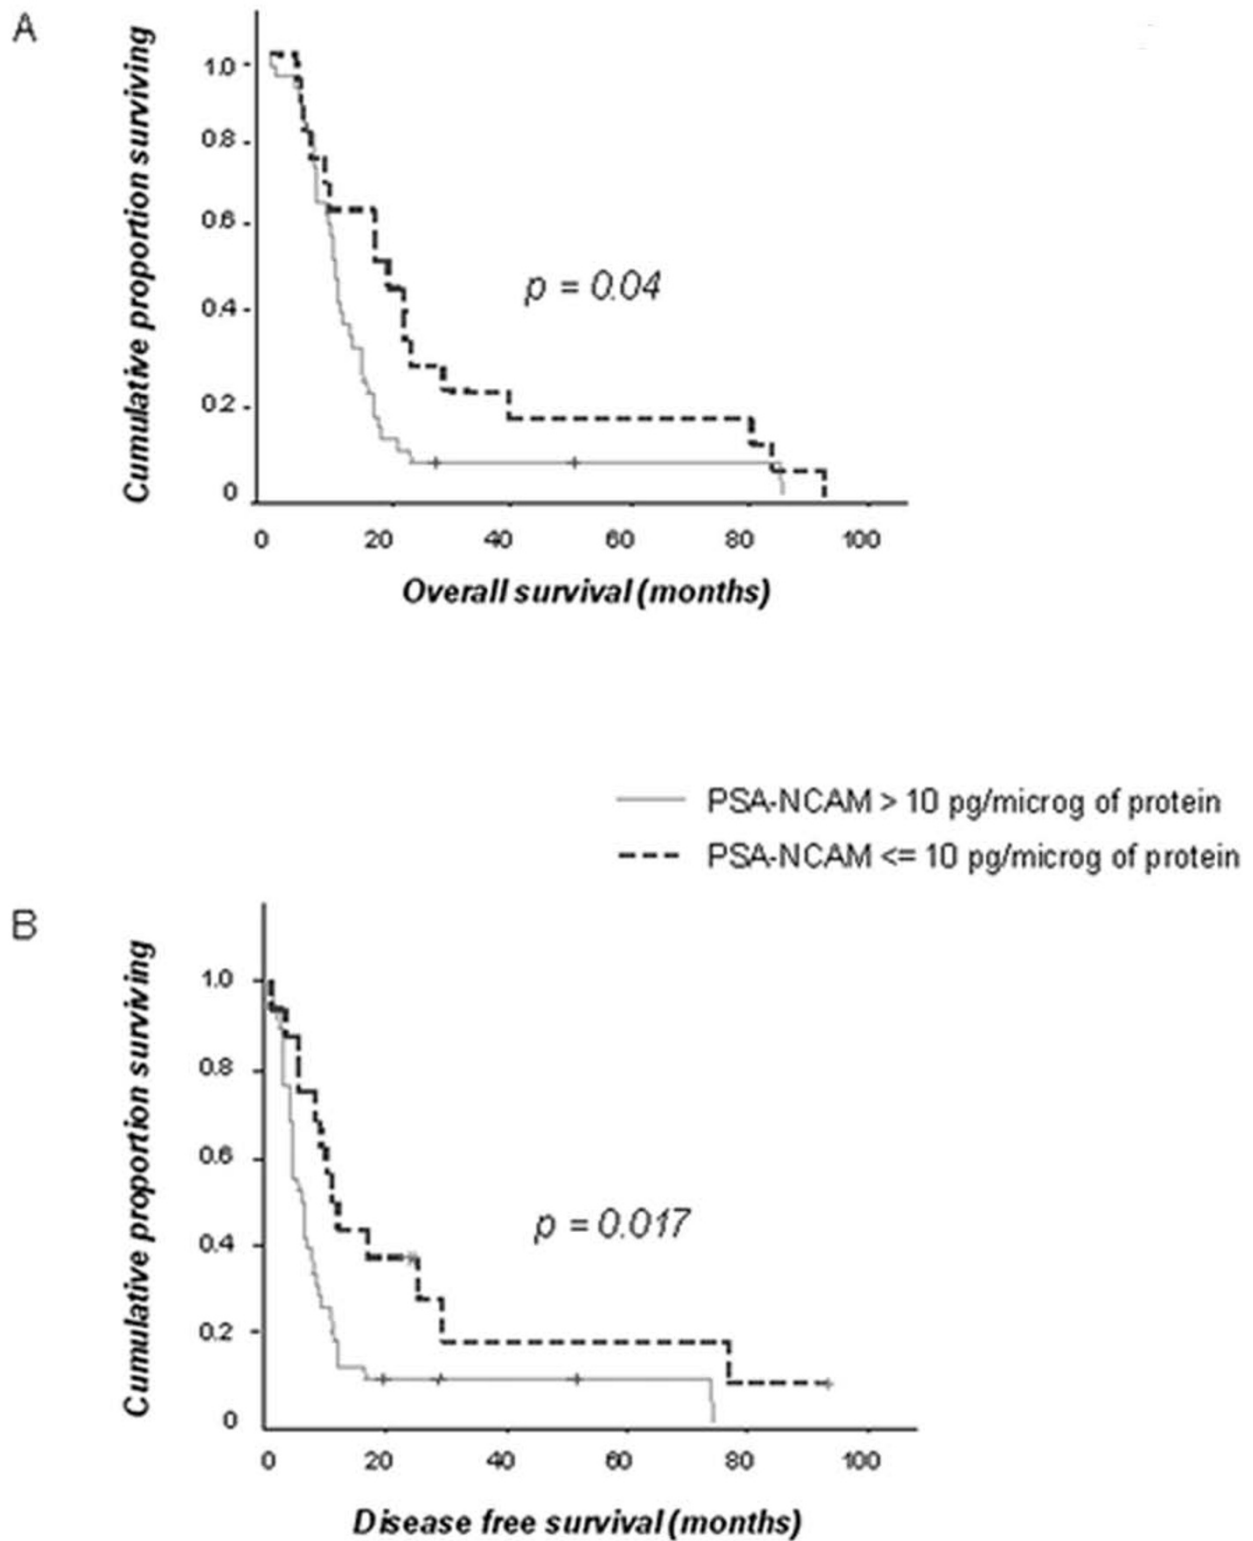 A
Cumulative proportion surviving
1.0
0.8
0.6
0.4
0.2
0
p = 0.04
0 20 40 60 80 100
Overall survival (months)
PSA-NCAM > 10 pg/microg of protein
PSA-NCAM <= 10 pg/microg of protein
B
Cumulative proportion surviving
1.0
0.8
0.6
0.4
0.2
0
p = 0.017
0 20 40 60 80 100
Disease free survival (months)